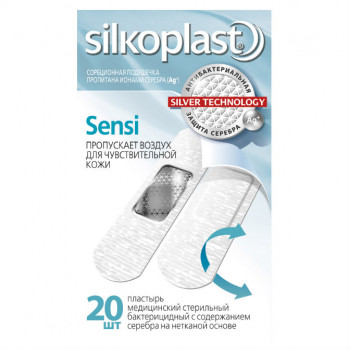 silkoplast®
СОРБЦИОННАЯ ПОДУШЕЧКА
ПРОПИТАНА ИОНАМИ СЕРЕБРА (Ag⁺)
АНТИБАКТЕРИАЛЬНАЯ
SILVER TECHNOLOGY
ЗАЩИТА СЕРЕБРА
Sensi
ПРОПУСКАЕТ ВОЗДУХ
ДЛЯ ЧУВСТВИТЕЛЬНОЙ
КОЖИ
20 ШТ
пластырь
медицинский стерильный
бактерицидный с содержанием
серебра на нетканой основе